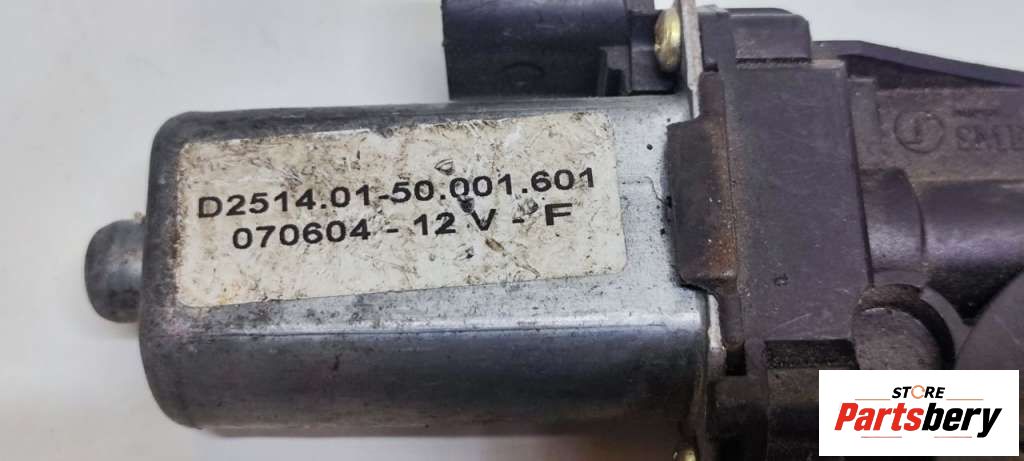 D2514.01-50.001.601
070604 - 12 V - F
STORE
Partsbery